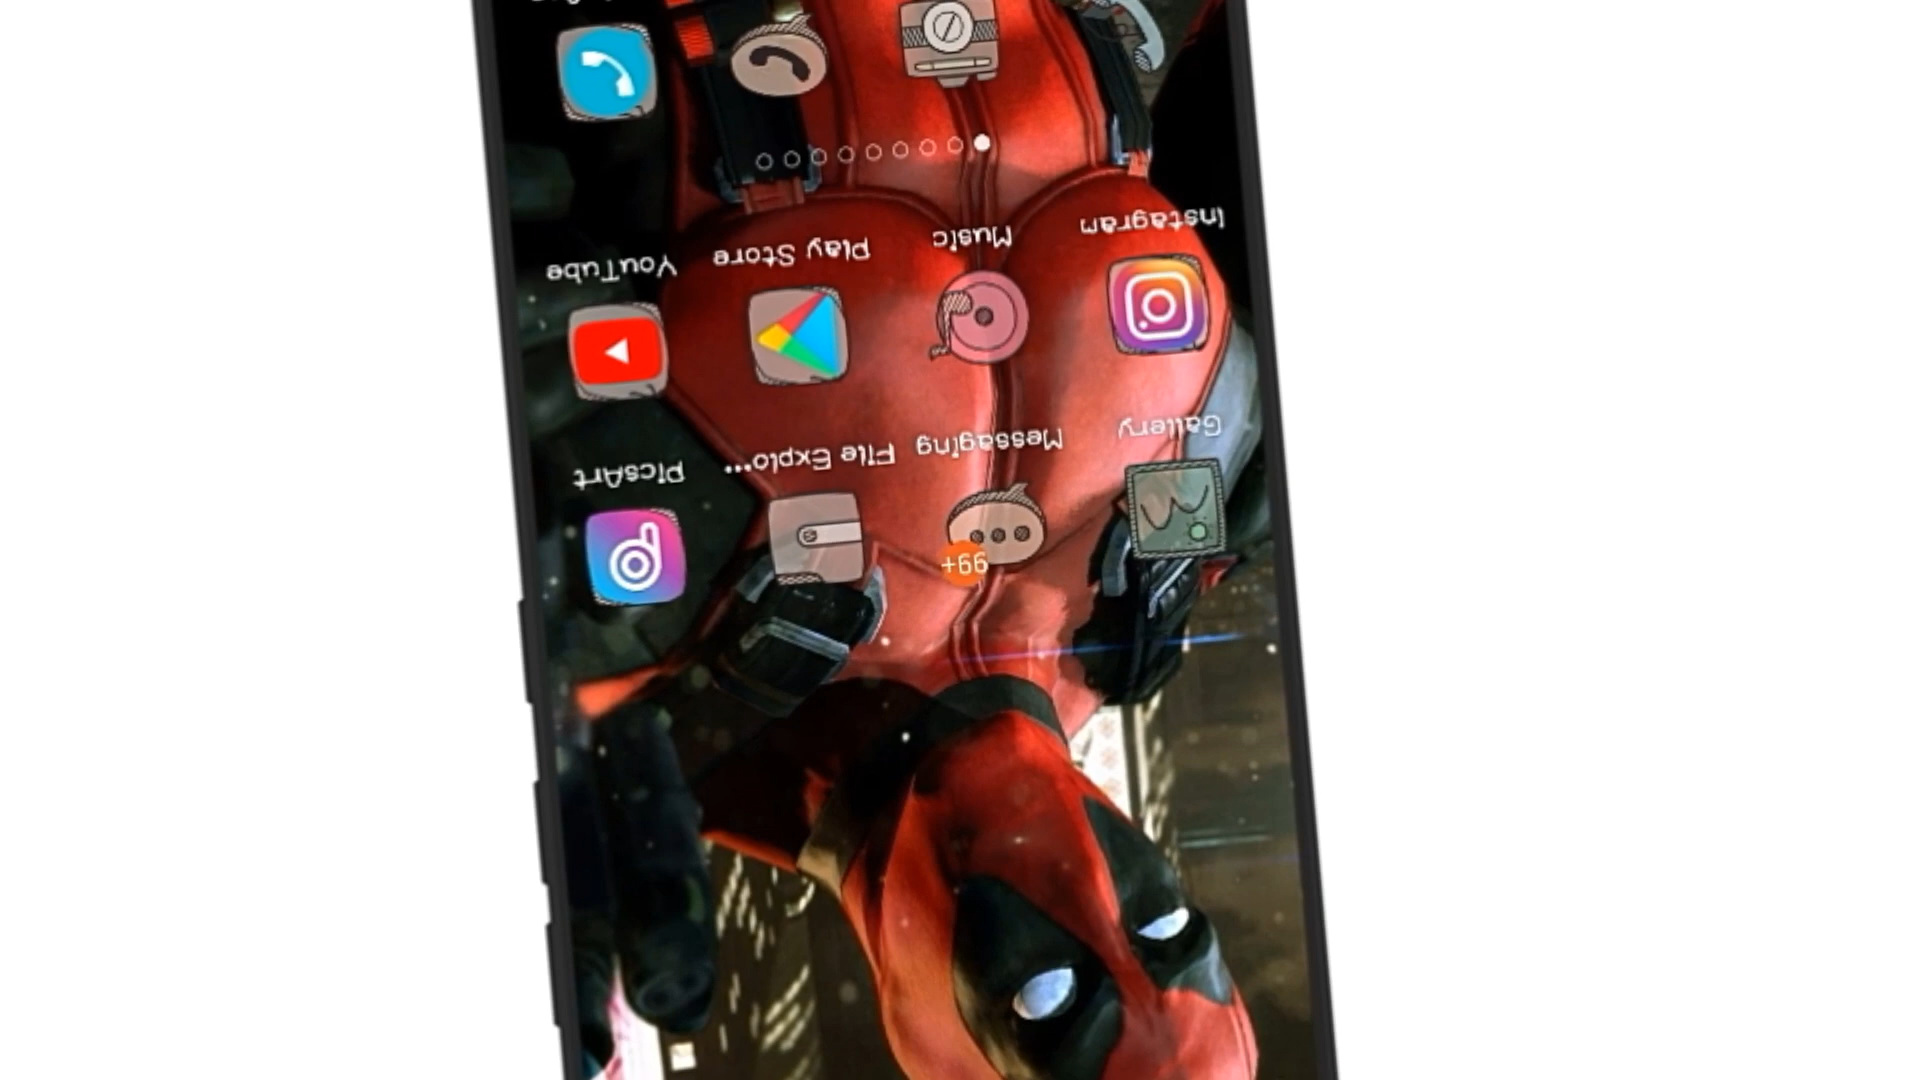 Gallery Messaging File Explo... PicsArt
99+
Instagram Music Play Store YouTube